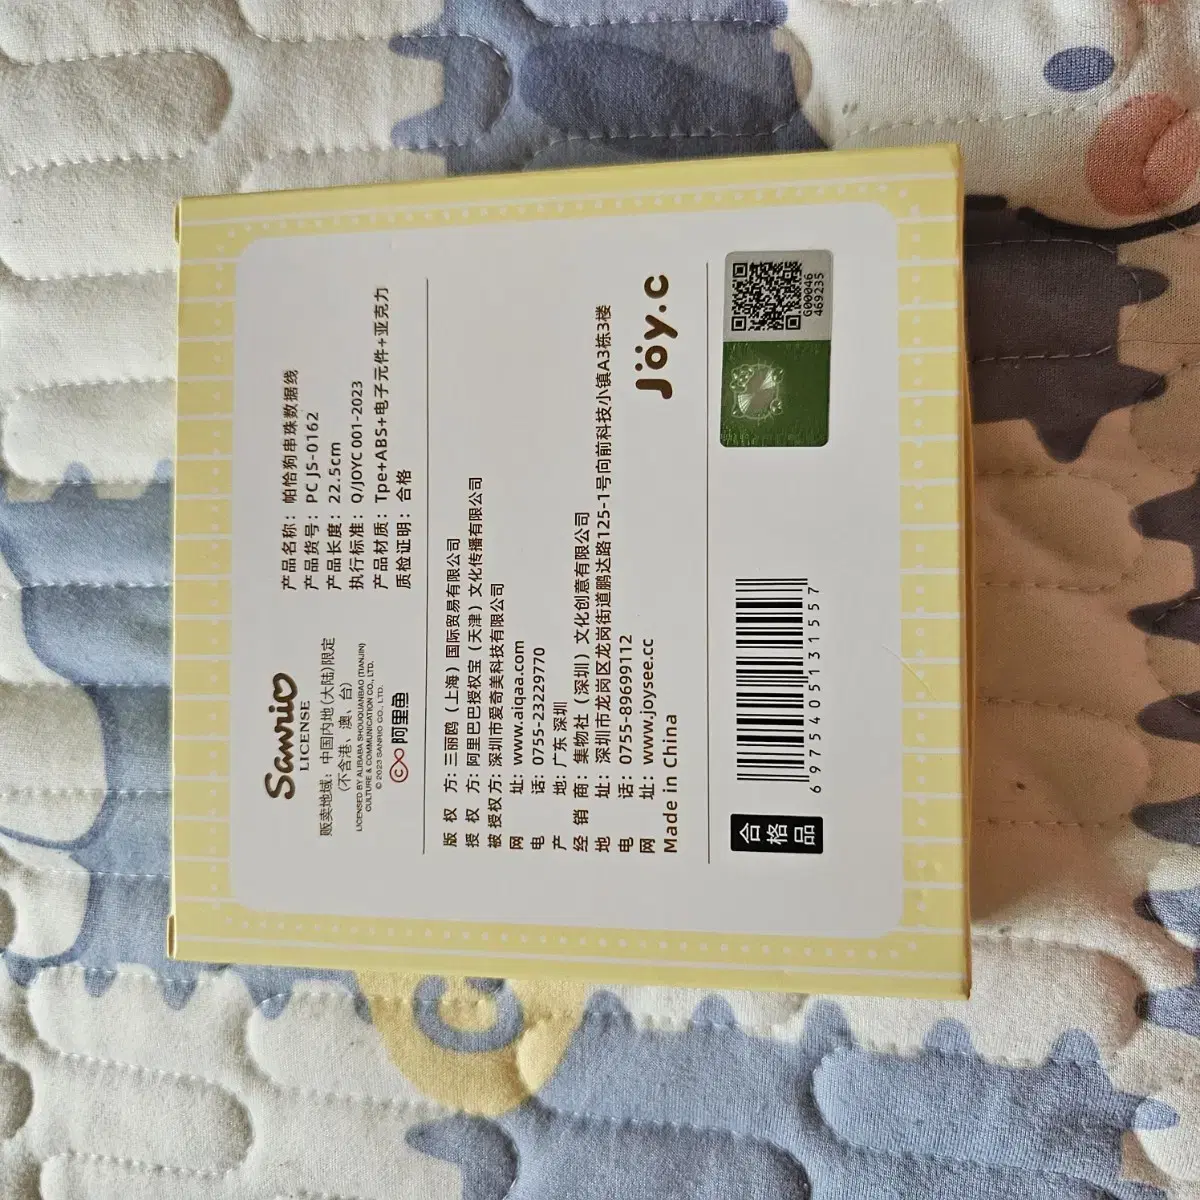 Sanrio
LICENSE
贩卖地域：中国内地(大陆)限定
(不含港、澳、台)
LICENSED BY ALIBABA SHOUQUANBAO (TIANJIN)
CULTURE & COMMUNICATION CO., LTD.
© 2023 SANRIO CO., LTD.
阿里鱼
产品名称：帕恰狗串珠数据线
产品货号：PC JS-0162
产品长度：22.5cm
执行标准：Q/JOYC 001-2023
产品材质：Tpe+ABS+电子元件+亚克力
质检证明：合格
版权方：三丽鸥（上海）国际贸易有限公司
授权方：阿里巴巴授权宝（天津）文化传播有限公司
被授权方：深圳市爱奇美科技有限公司
网址：www.aiqaa.com
电话：0755-23229770
产地：广东 深圳
经销商：集物社（深圳）文化创意有限公司
地址：深圳市龙岗区龙岗街道鹏达路125-1号向前科技小镇A3栋3楼
电话：0755-89699112
网址：www.joysee.cc
Made in China
Joy.c
合格品
6975405131557
G00046
469235